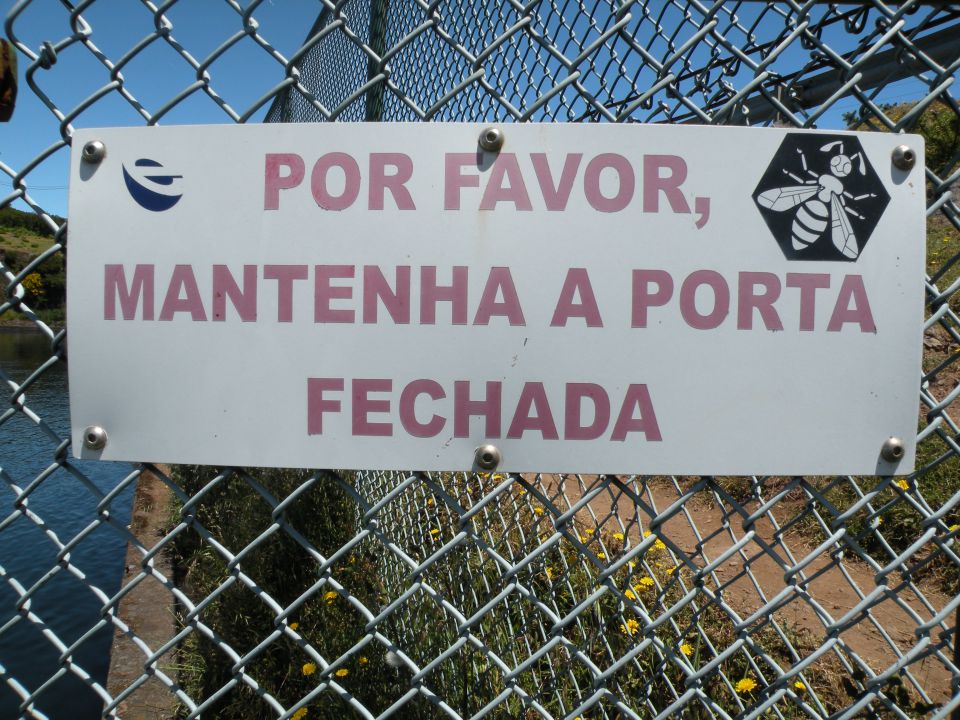 POR FAVOR,
MANTENHA A PORTA
FECHADA